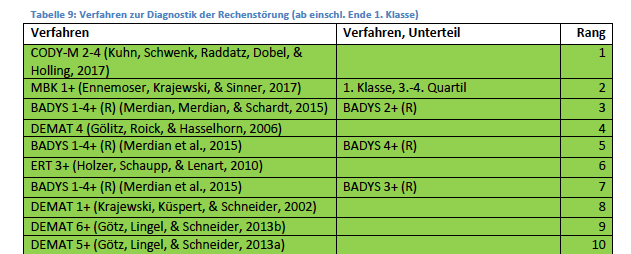 Tabelle 9: Verfahren zur Diagnostik der Rechenstörung (ab einschl. Ende 1. Klasse)
Verfahren Verfahren, Unterteil Rang
CODY-M 2-4 (Kuhn, Schwenk, Raddatz, Dobel, & 1
Holling, 2017)
MBK 1+ (Ennemoser, Krajewski, & Sinner, 2017) 1. Klasse, 3.-4. Quartil 2
BADYS 1-4+ (R) (Merdian, Merdian, & Schardt, 2015) BADYS 2+ (R) 3
DEMAT 4 (Gölitz, Roick, & Hasselhorn, 2006) 4
BADYS 1-4+ (R) (Merdian et al., 2015) BADYS 4+ (R) 5
ERT 3+ (Holzer, Schaupp, & Lenart, 2010) 6
BADYS 1-4+ (R) (Merdian et al., 2015) BADYS 3+ (R) 7
DEMAT 1+ (Krajewski, Küspert, & Schneider, 2002) 8
DEMAT 6+ (Götz, Lingel, & Schneider, 2013b) 9
DEMAT 5+ (Götz, Lingel, & Schneider, 2013a) 10